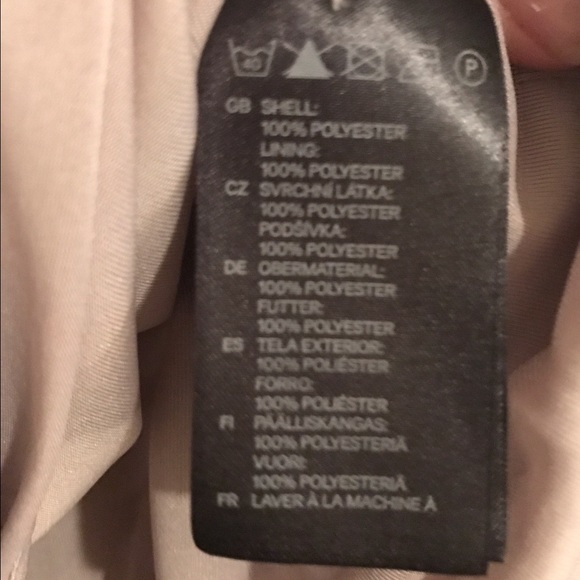 40 P
GB SHELL:
100% POLYESTER
LINING:
100% POLYESTER
CZ SVRCHNÍ LÁTKA:
100% POLYESTER
PODŠÍVKA:
100% POLYESTER
DE OBERMATERIAL:
100% POLYESTER
FUTTER:
100% POLYESTER
ES TELA EXTERIOR:
100% POLIÉSTER
FORRO:
100% POLIÉSTER
FI PÄÄLLISKANGAS:
100% POLYESTERIÄ
VUORI:
100% POLYESTERIÄ
FR LAVER À LA MACHINE À